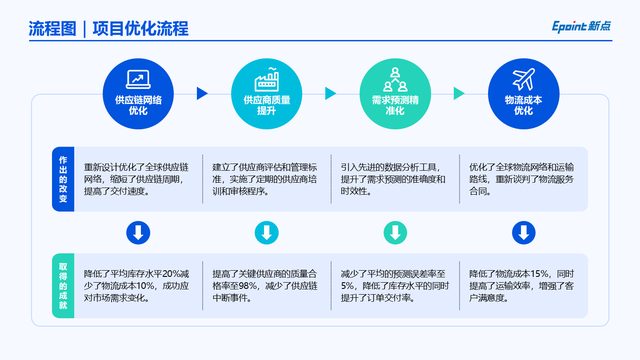 流程图｜项目优化流程
Epoint新点
供应链网络
优化
供应商质量
提升
需求预测精
准化
物流成本
优化
作出的改变
重新设计优化了全球供应链
网络，缩短了供应链周期，
提高了交付速度。
建立了供应商评估和管理标
准，实施了定期的供应商培
训和审核程序。
引入先进的数据分析工具，
提升了需求预测的准确度和
时效性。
优化了全球物流网络和运输
路线，重新谈判了物流服务
合同。
取得的成就
降低了平均库存水平20%减
少了物流成本10%，成功应
对市场需求变化。
提高了关键供应商的质量合
格率至98%，减少了供应链
中断事件。
减少了平均的预测误差率至
5%，降低了库存水平的同时
提升了订单交付率。
降低了物流成本15%，同时
提高了运输效率，增强了客
户满意度。